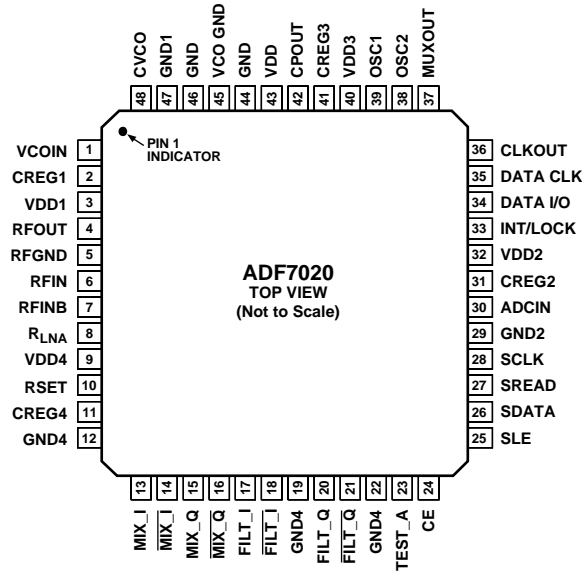 CVCO
GND1
GND
VCO GND
GND
VDD
CPOUT
CREG3
VDD3
OSC1
OSC2
MUXOUT
48
47
46
45
44
43
42
41
40
39
38
37
PIN 1
INDICATOR
VCOIN 1
CREG1 2
VDD1 3
RFOUT 4
RFGND 5
RFIN 6
RFINB 7
RLNA 8
VDD4 9
RSET 10
CREG4 11
GND4 12
ADF7020
TOP VIEW
(Not to Scale)
36 CLKOUT
35 DATA CLK
34 DATA I/O
33 INT/LOCK
32 VDD2
31 CREG2
30 ADCIN
29 GND2
28 SCLK
27 SREAD
26 SDATA
25 SLE
13
14
15
16
17
18
19
20
21
22
23
24
MIX_I
M̅I̅X̅_̅I̅
MIX_Q
M̅I̅X̅_̅Q̅
FILT_I
F̅I̅L̅T̅_̅I̅
GND4
FILT_Q
F̅I̅L̅T̅_̅Q̅
GND4
TEST_A
CE